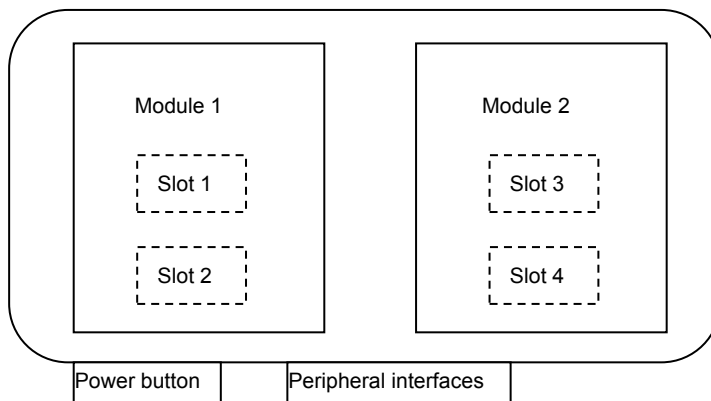 Module 1
Module 2
Slot 1
Slot 3
Slot 2
Slot 4
Power button
Peripheral interfaces